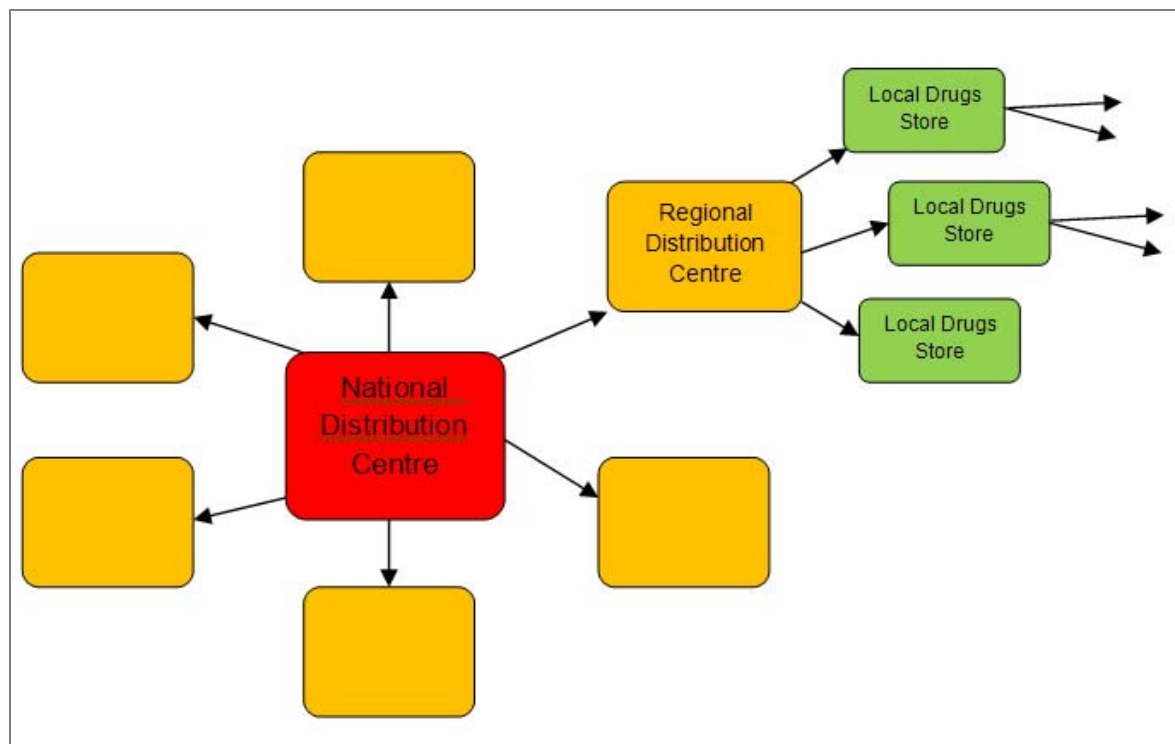 Local Drugs
Store
Regional
Distribution
Centre
Local Drugs
Store
Local Drugs
Store
National
Distribution
Centre